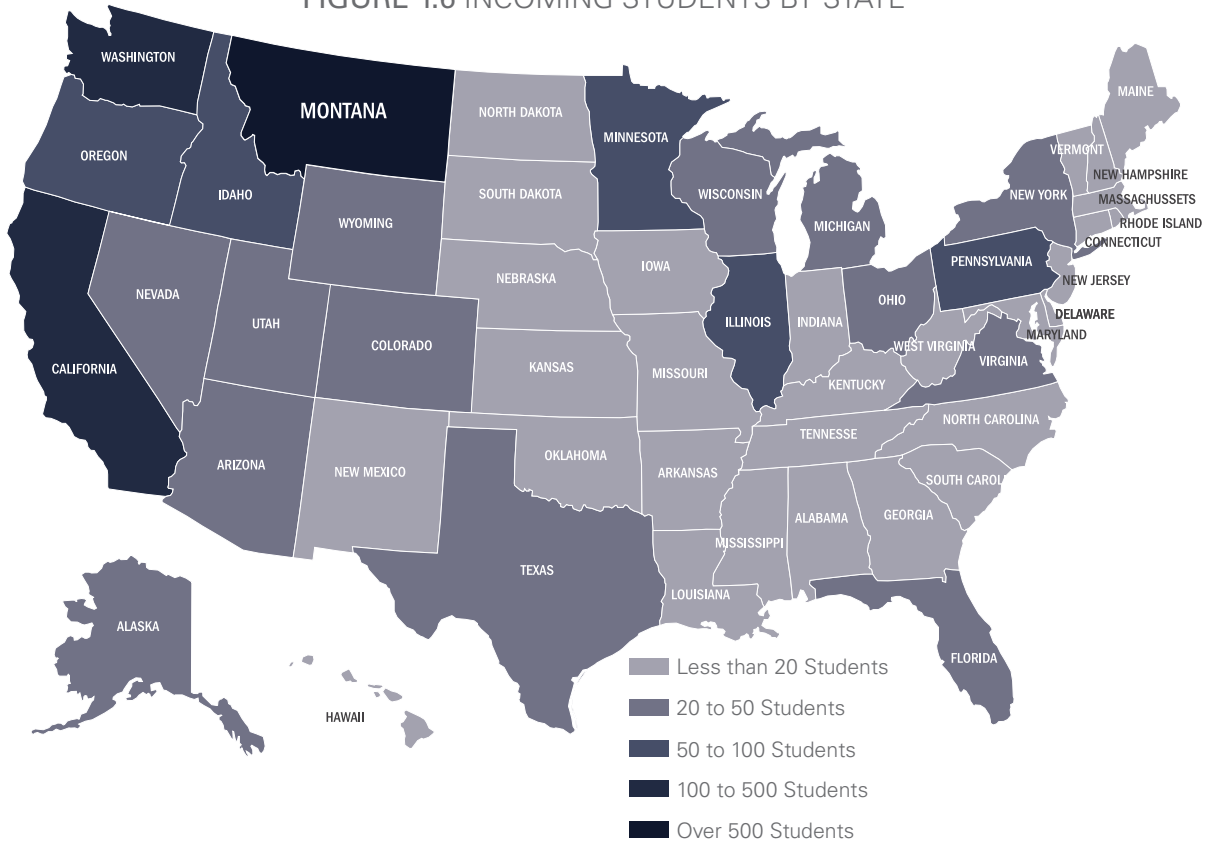 FIGURE 1.6 INCOMING STUDENTS BY STATE
WASHINGTON
MONTANA
NORTH DAKOTA
MINNESOTA
MAINE
OREGON
IDAHO
SOUTH DAKOTA
WISCONSIN
VERMONT
NEW HAMPSHIRE
WYOMING
MICHIGAN
NEW YORK
MASSACHUSSETS
RHODE ISLAND
CONNECTICUT
NEBRASKA
IOWA
PENNSYLVANIA
NEW JERSEY
NEVADA
UTAH
COLORADO
ILLINOIS
INDIANA
OHIO
DELAWARE
MARYLAND
WEST VIRGINIA
VIRGINIA
CALIFORNIA
KANSAS
MISSOURI
KENTUCKY
NORTH CAROLINA
TENNESSE
ARIZONA
NEW MEXICO
OKLAHOMA
ARKANSAS
SOUTH CAROL
MISSISSIPPI
ALABAMA
GEORGIA
TEXAS
LOUISIANA
ALASKA
FLORIDA
HAWAII
Less than 20 Students
20 to 50 Students
50 to 100 Students
100 to 500 Students
Over 500 Students